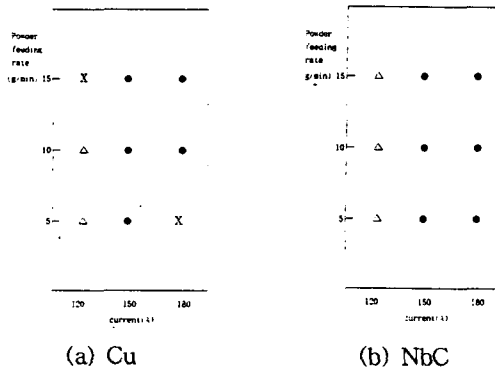 Powder
feeding
rate
(g/min) 15
X
10
5
X
120 150 180
current(A)
(a) Cu
Powder
feeding
rate
g/min) 15
10
5
120 150 180
current(A)
(b) NbC